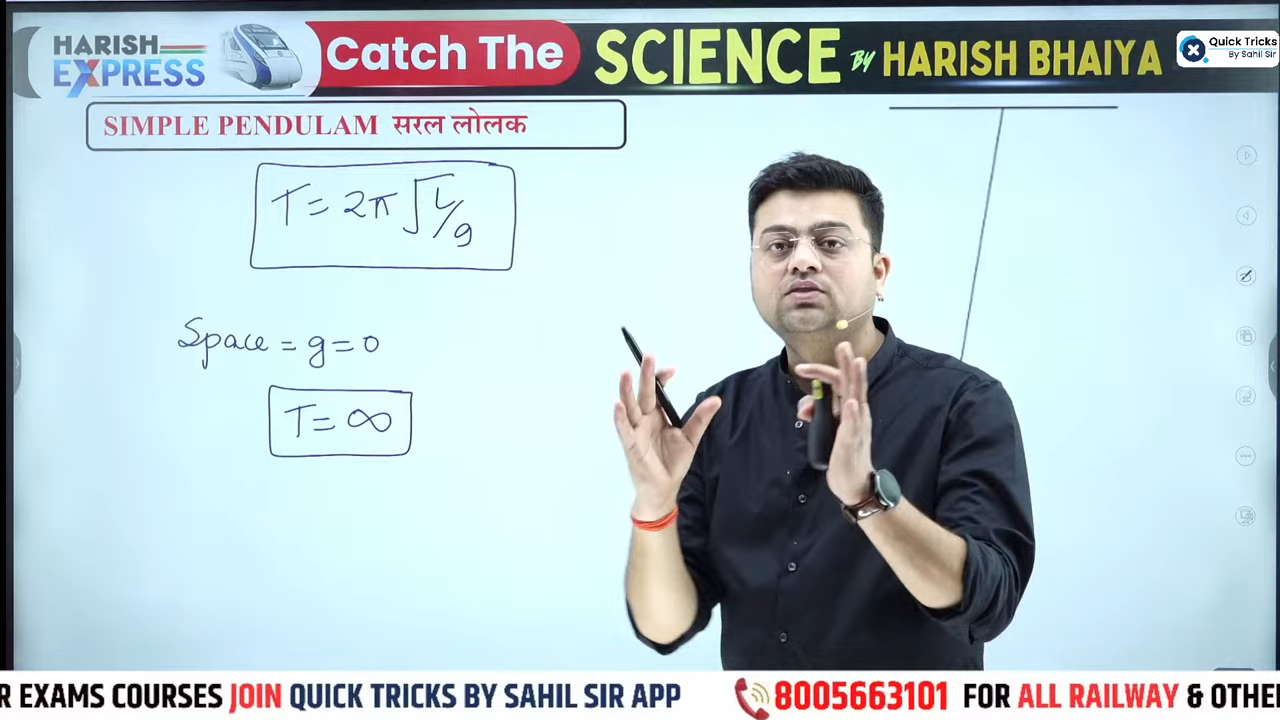 HARISH EXPRESS
Catch The SCIENCE BY HARISH BHAIYA
Quick Tricks
By Sahil Sir
SIMPLE PENDULAM सरल लोलक
T = 2π √L/g
Space = g = 0
T = ∞
R EXAMS COURSES JOIN QUICK TRICKS BY SAHIL SIR APP 8005663101 FOR ALL RAILWAY & OTHE